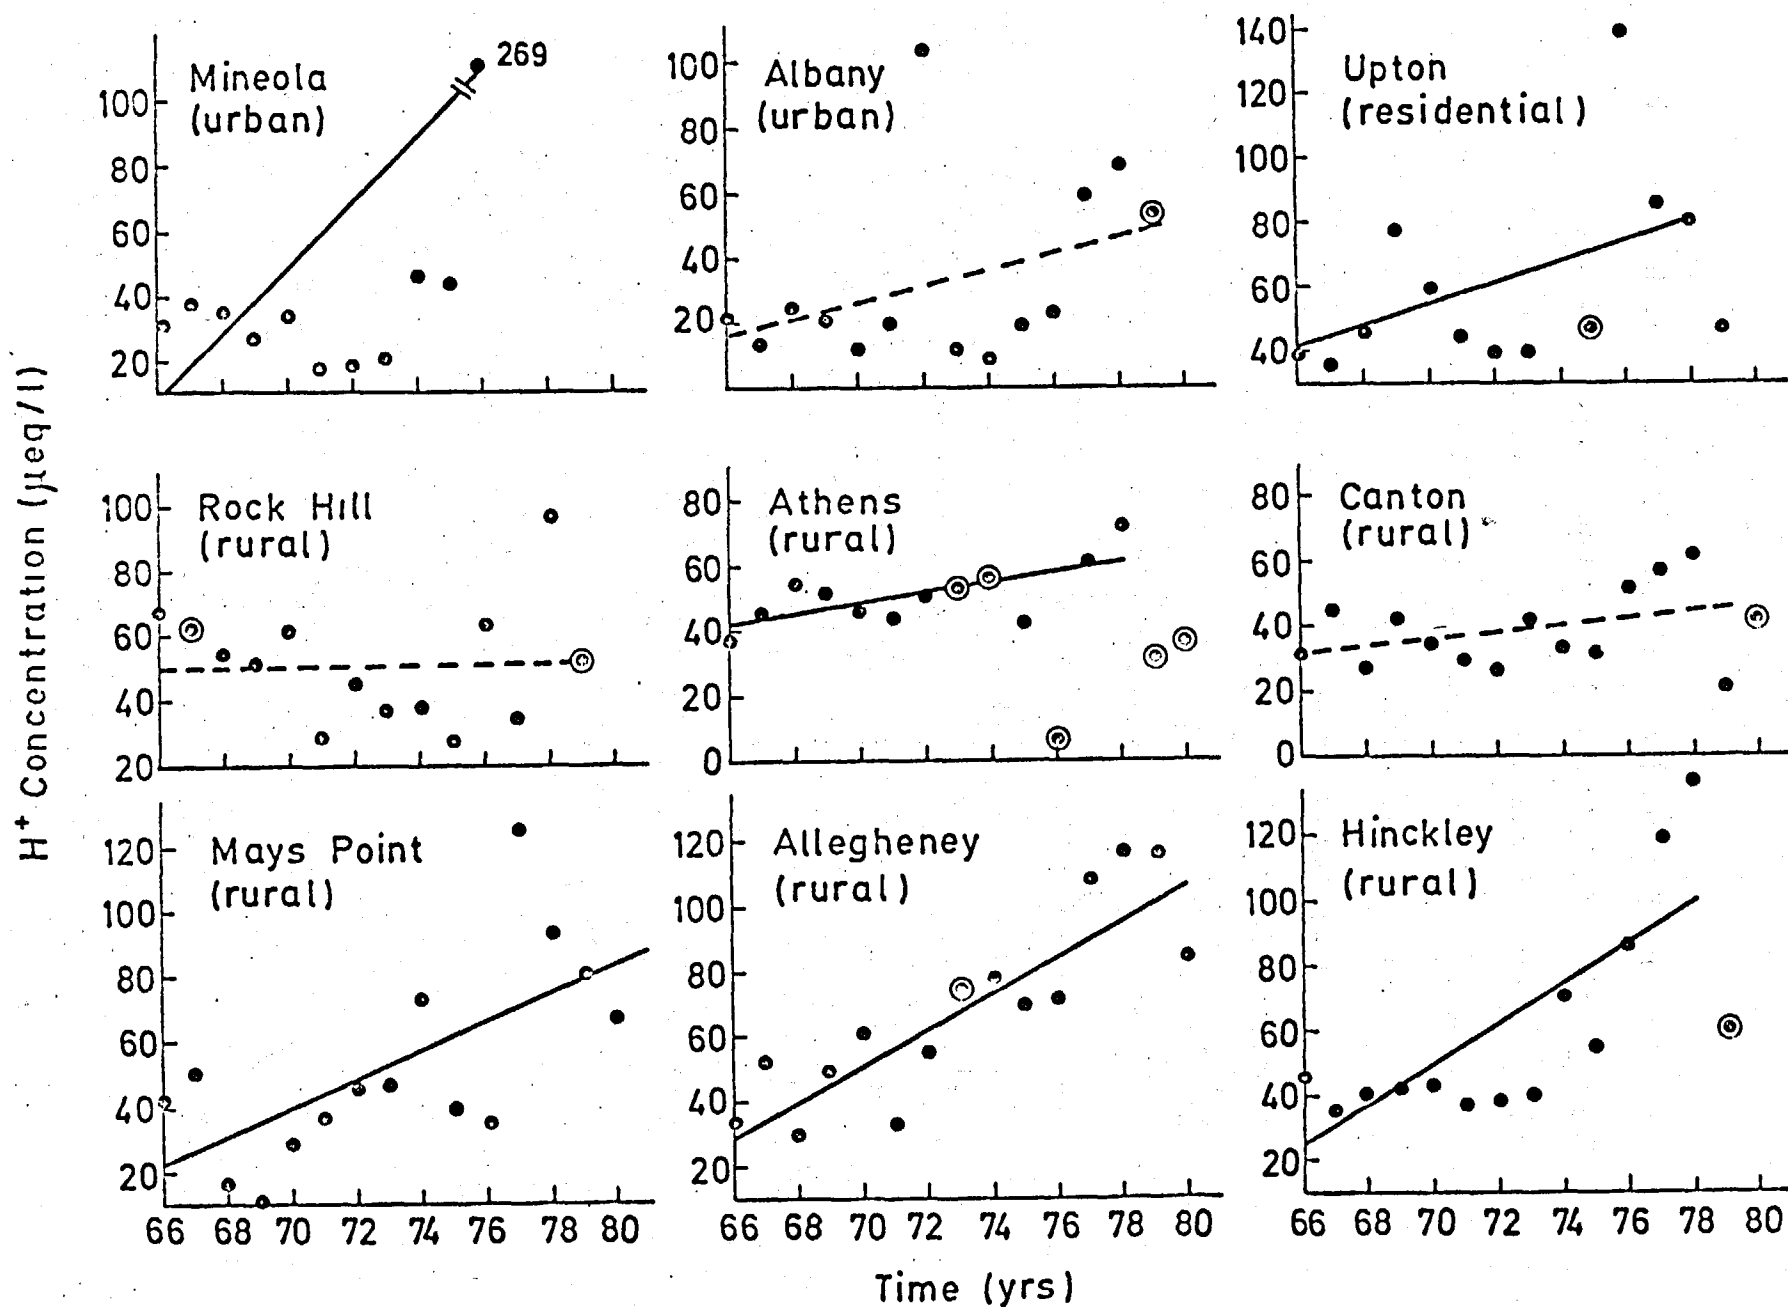 H⁺ Concentration (μeq/l)
Mineola
(urban)
269
100
80
60
40
20
Albany
(urban)
100
80
60
40
20
Upton
(residential)
140
120
100
80
60
40
Rock Hill
(rural)
100
80
60
40
20
Athens
(rural)
80
60
40
20
0
Canton
(rural)
80
60
40
20
0
Mays Point
(rural)
120
100
80
60
40
20
66 68 70 72 74 76 78 80
Allegheney
(rural)
120
100
80
60
40
20
66 68 70 72 74 76 78 80
Hinckley
(rural)
120
100
80
60
40
20
66 68 70 72 74 76 78 80
Time (yrs)